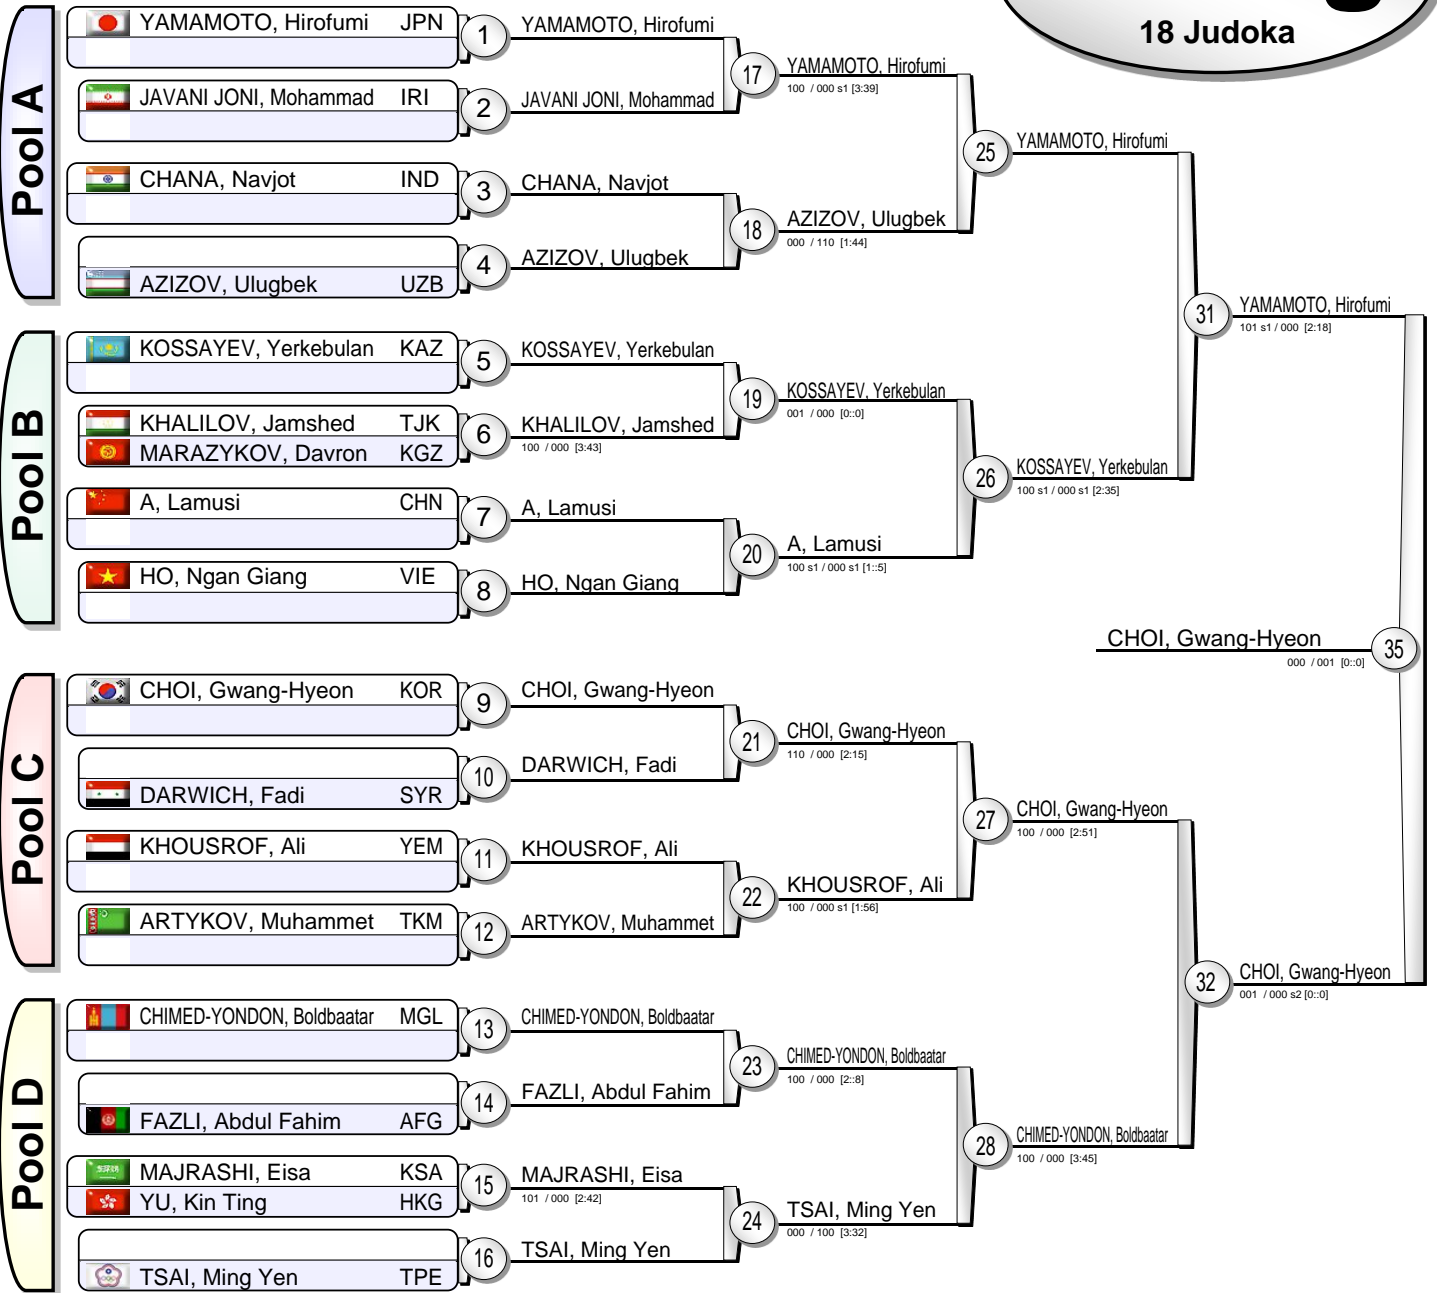 18 Judoka
Pool A
YAMAMOTO, Hirofumi JPN
1
JAVANI JONI, Mohammad IRI
2
CHANA, Navjot IND
3
AZIZOV, Ulugbek UZB
4
Pool B
KOSSAYEV, Yerkebulan KAZ
5
KHALILOV, Jamshed TJK
MARAZYKOV, Davron KGZ
6
A, Lamusi CHN
7
HO, Ngan Giang VIE
8
Pool C
CHOI, Gwang-Hyeon KOR
9
DARWICH, Fadi SYR
10
KHOUSROF, Ali YEM
11
ARTYKOV, Muhammet TKM
12
Pool D
CHIMED-YONDON, Boldbaatar MGL
13
FAZLI, Abdul Fahim AFG
14
MAJRASHI, Eisa KSA
YU, Kin Ting HKG
15
TSAI, Ming Yen TPE
16
YAMAMOTO, Hirofumi
17
JAVANI JONI, Mohammad
CHANA, Navjot
18
AZIZOV, Ulugbek
KOSSAYEV, Yerkebulan
19
KHALILOV, Jamshed
100 / 000 [3:43]
A, Lamusi
20
HO, Ngan Giang
CHOI, Gwang-Hyeon
21
DARWICH, Fadi
KHOUSROF, Ali
22
ARTYKOV, Muhammet
CHIMED-YONDON, Boldbaatar
23
FAZLI, Abdul Fahim
MAJRASHI, Eisa
101 / 000 [2:42]
24
TSAI, Ming Yen
YAMAMOTO, Hirofumi
100 / 000 s1 [3:39]
25
AZIZOV, Ulugbek
000 / 110 [1:44]
KOSSAYEV, Yerkebulan
001 / 000 [0::0]
26
A, Lamusi
100 s1 / 000 s1 [1::5]
CHOI, Gwang-Hyeon
110 / 000 [2:15]
27
KHOUSROF, Ali
100 / 000 s1 [1:56]
CHIMED-YONDON, Boldbaatar
100 / 000 [2::8]
28
TSAI, Ming Yen
000 / 100 [3:32]
YAMAMOTO, Hirofumi
31
KOSSAYEV, Yerkebulan
100 s1 / 000 s1 [2:35]
CHOI, Gwang-Hyeon
100 / 000 [2:51]
32
CHIMED-YONDON, Boldbaatar
100 / 000 [3:45]
YAMAMOTO, Hirofumi
101 s1 / 000 [2:18]
CHOI, Gwang-Hyeon
000 / 001 [0::0]
35
CHOI, Gwang-Hyeon
001 / 000 s2 [0::0]